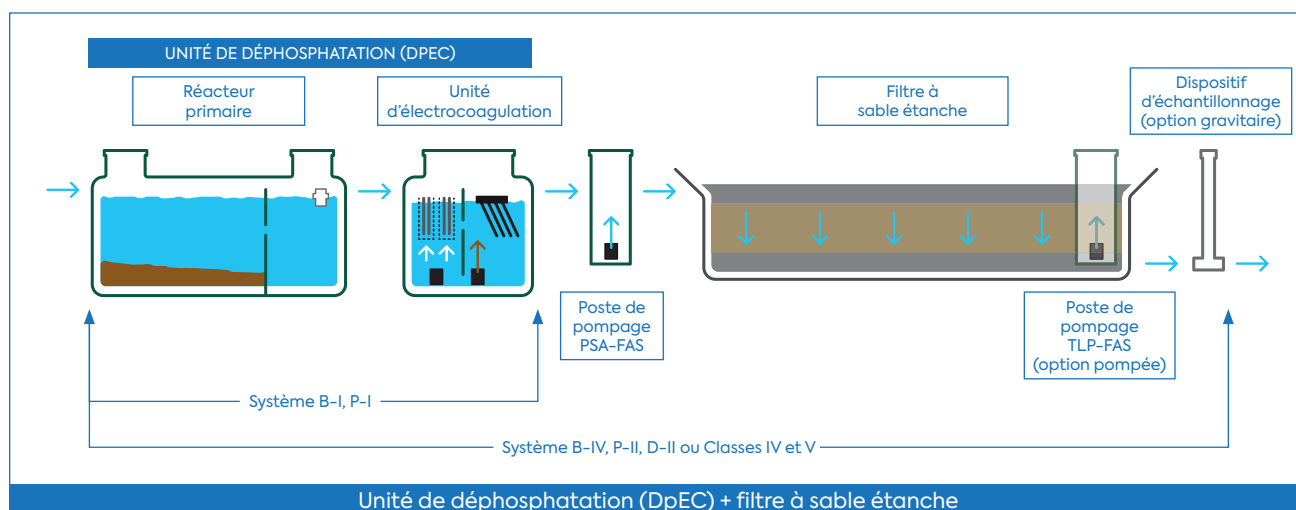 UNITÉ DE DÉPHOSPHATATION (DPEC)
Réacteur
primaire
Unité
d'électrocoagulation
Filtre à
sable étanche
Dispositif
d'échantillonnage
(option gravitaire)
Poste de
pompage
PSA-FAS
Poste de
pompage
TLP-FAS
(option pompée)
Système B-I, P-I
Système B-IV, P-II, D-II ou Classes IV et V
Unité de déphosphatation (DpEC) + filtre à sable étanche